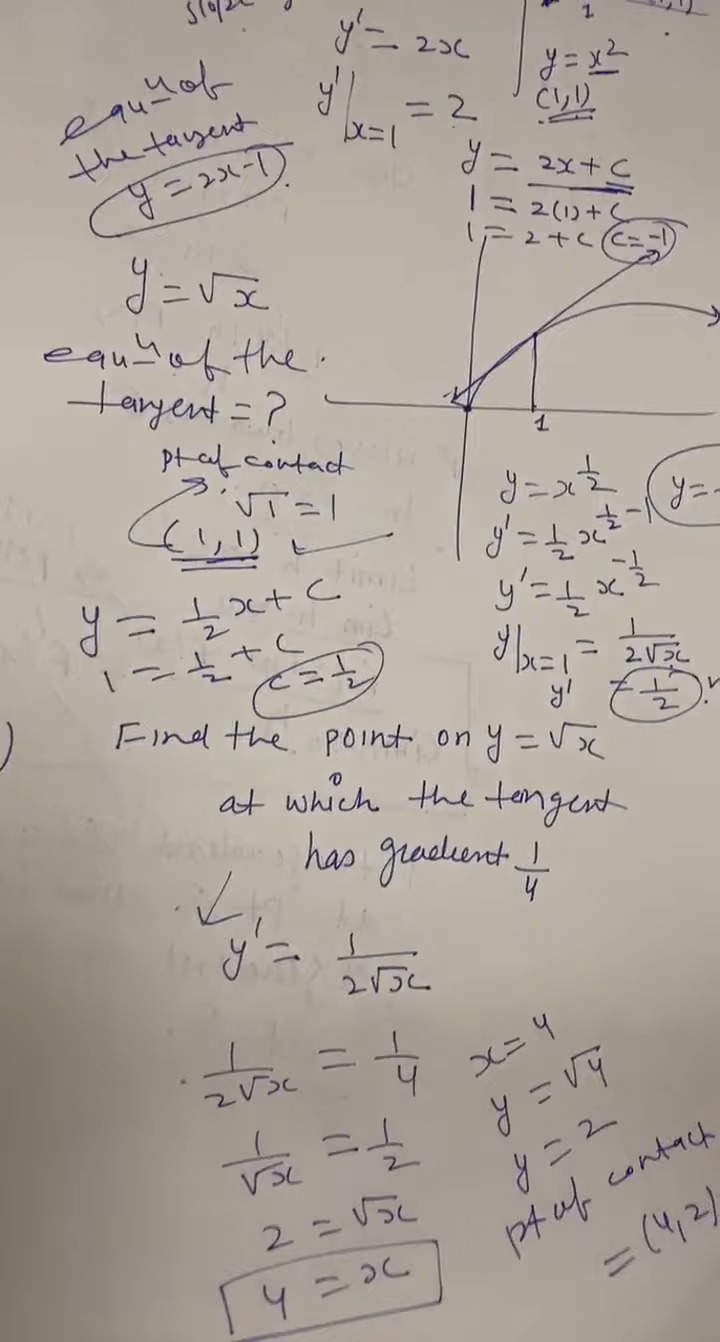 slope
y' = 2x
y'|x=1 = 2
1
y = x²
(1,1)
equⁿ of
the tangent
y = 2x-1
y = 2x + c
1 = 2(1) + c
1 = 2 + c c = -1
y = √x
equⁿ of the
tangent = ?
1
pt of contact
√1 = 1
(1,1)
y = 1/2 x + c
1 = 1/2 + c
c = 1/2
y = x^1/2
y =
y' = 1/2 x^1/2 - 1
y' = 1/2 x^-1/2
y|x=1 = 1/2√x
y' = 1/2
) Find the point on y = √x
at which the tangent
has gradient 1/4
y' = 1/2√x
1/2√x = 1/4
1/√x = 1/2
2 = √x
4 = x
x = 4
y = √4
y = 2
pt of contact
= (4,2)